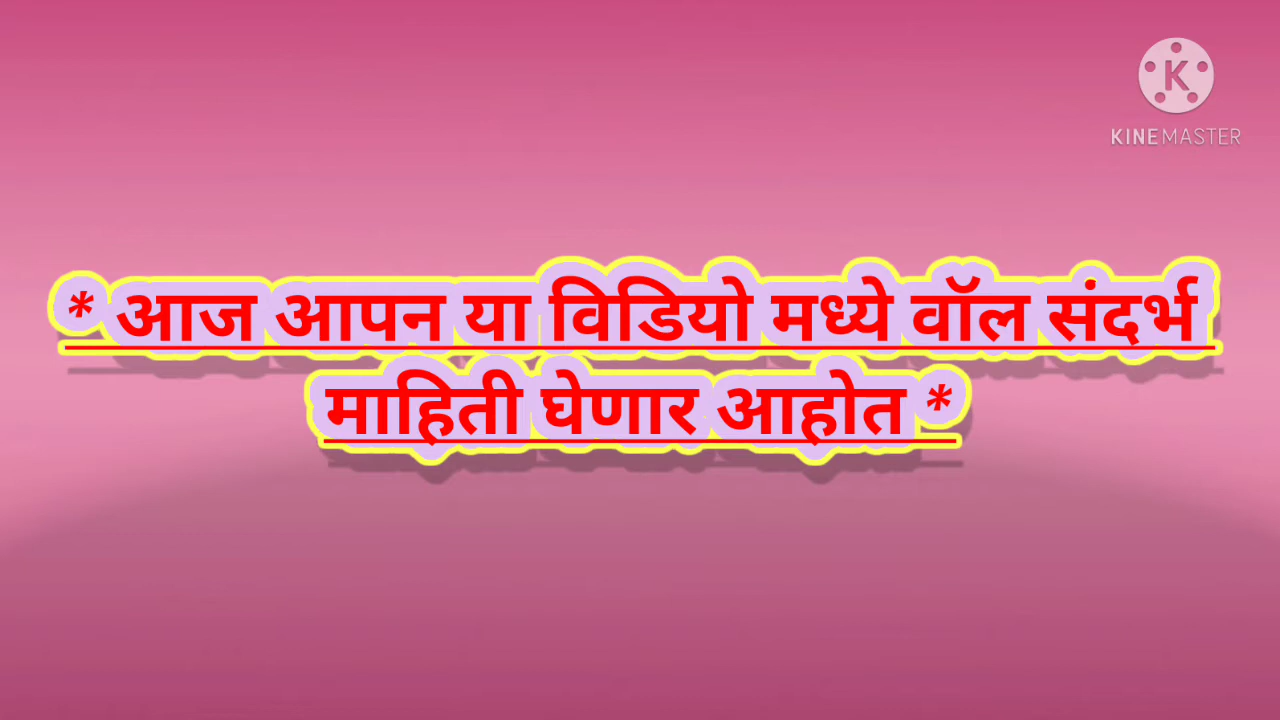 K
KINEMASTER
* आज आपन या विडियो मध्ये वॉल संदर्भ
माहिती घेणार आहोत *